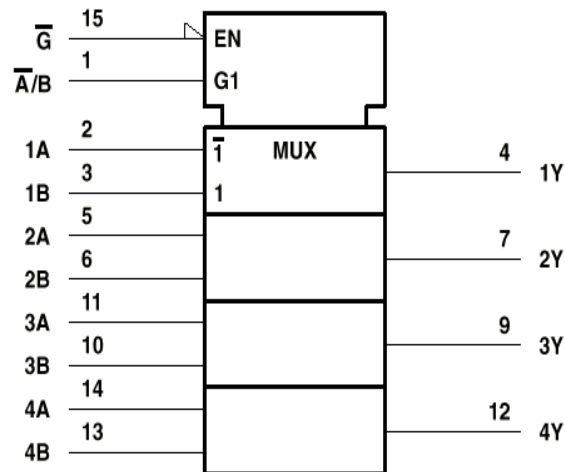 15
G̅ EN
1
A̅/B G1
2
1A 1̅ MUX 4
3 1Y
1B 1
5
2A 7
6 2Y
2B
11
3A 9
10 3Y
3B
14
4A 12
13 4Y
4B